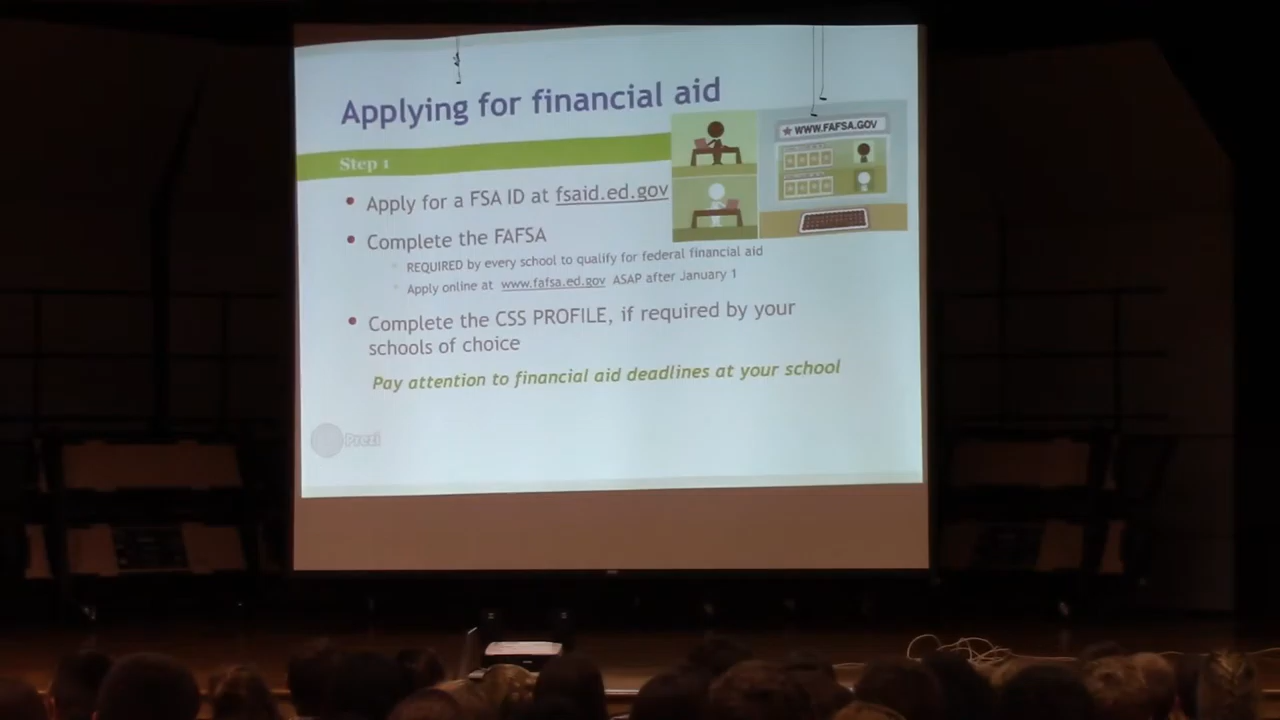 Applying for financial aid
WWW.FAFSA.GOV
Step 1
Apply for a FSA ID at fsaid.ed.gov
Complete the FAFSA
REQUIRED by every school to qualify for federal financial aid
Apply online at www.fafsa.ed.gov ASAP after January 1
Complete the CSS PROFILE, if required by your
schools of choice
Pay attention to financial aid deadlines at your school
Prezi